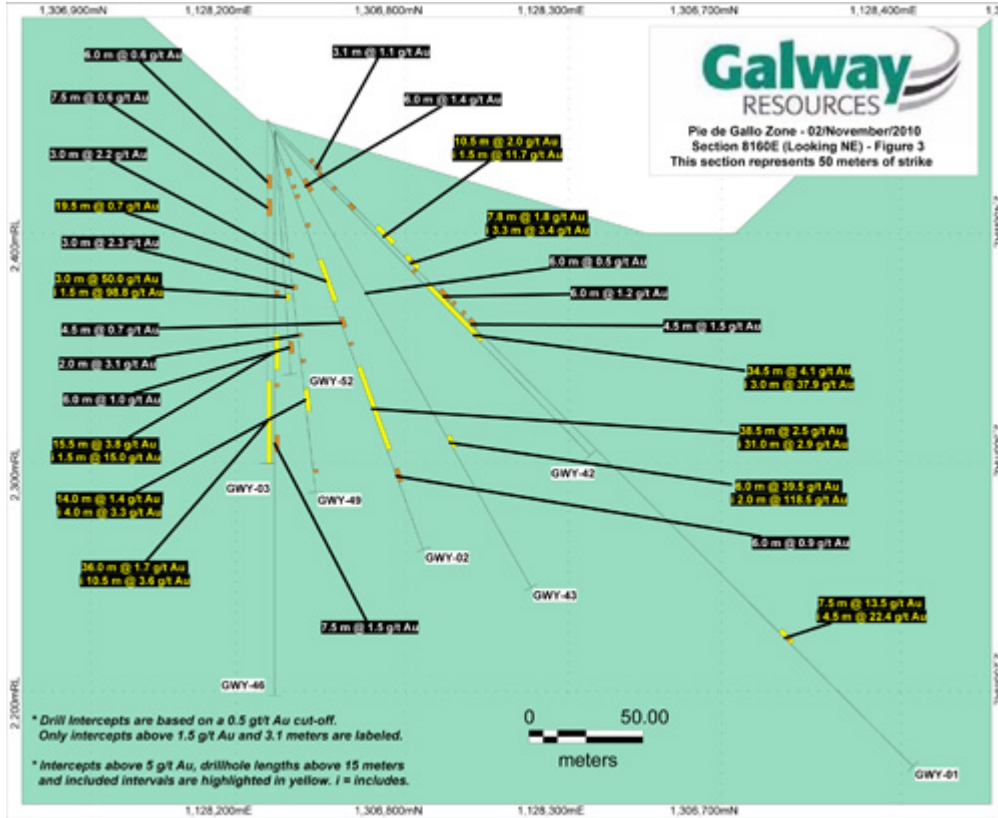 1,306,900mN 1,128,200mE 1,306,800mN 1,128,300mE 1,306,700mN 1,128,400mE
Galway
RESOURCES
Pie de Gallo Zone - 02/November/2010
Section 8160E (Looking NE) - Figure 3
This section represents 50 meters of strike
6.0 m @ 0.6 g/t Au
3.1 m @ 1.1 g/t Au
7.5 m @ 0.6 g/t Au
6.0 m @ 1.4 g/t Au
10.5 m @ 2.0 g/t Au
i 1.5 m @ 11.7 g/t Au
3.0 m @ 2.2 g/t Au
19.5 m @ 0.7 g/t Au
7.8 m @ 1.8 g/t Au
i 3.3 m @ 3.4 g/t Au
2,400mRL
3.0 m @ 2.3 g/t Au
6.0 m @ 0.5 g/t Au
3.0 m @ 50.0 g/t Au
i 1.5 m @ 98.8 g/t Au
6.0 m @ 1.2 g/t Au
4.5 m @ 0.7 g/t Au
4.5 m @ 1.5 g/t Au
2.0 m @ 3.1 g/t Au
34.5 m @ 4.1 g/t Au
i 3.0 m @ 37.9 g/t Au
GWY-52
6.0 m @ 1.0 g/t Au
15.5 m @ 3.8 g/t Au
i 1.5 m @ 15.0 g/t Au
38.5 m @ 2.5 g/t Au
i 31.0 m @ 2.9 g/t Au
GWY-42
2,300mRL
GWY-03
GWY-49
6.0 m @ 39.5 g/t Au
i 2.0 m @ 118.5 g/t Au
14.0 m @ 1.4 g/t Au
i 4.0 m @ 3.3 g/t Au
6.0 m @ 0.9 g/t Au
GWY-02
36.0 m @ 1.7 g/t Au
i 10.5 m @ 3.6 g/t Au
GWY-43
7.5 m @ 13.5 g/t Au
i 4.5 m @ 22.4 g/t Au
7.5 m @ 1.5 g/t Au
GWY-46
2,200mRL
* Drill Intercepts are based on a 0.5 gt/t Au cut-off.
Only intercepts above 1.5 g/t Au and 3.1 meters are labeled.
* Intercepts above 5 g/t Au, drillhole lengths above 15 meters
and included intervals are highlighted in yellow. i = includes.
0 50.00
meters
GWY-01
1,128,200mE 1,306,800mN 1,128,300mE 1,306,700mN 1,128,400mE